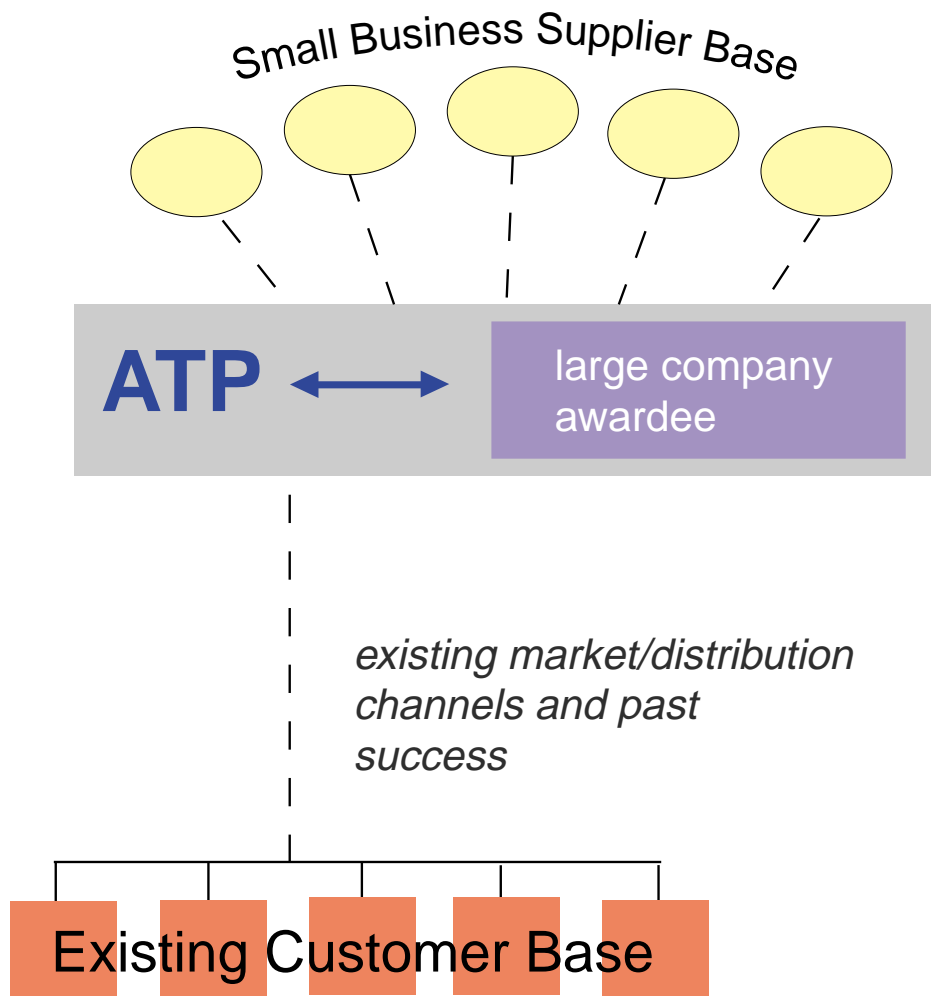 Small Business Supplier Base
ATP
large company
awardee
existing market/distribution
channels and past
success
Existing Customer Base